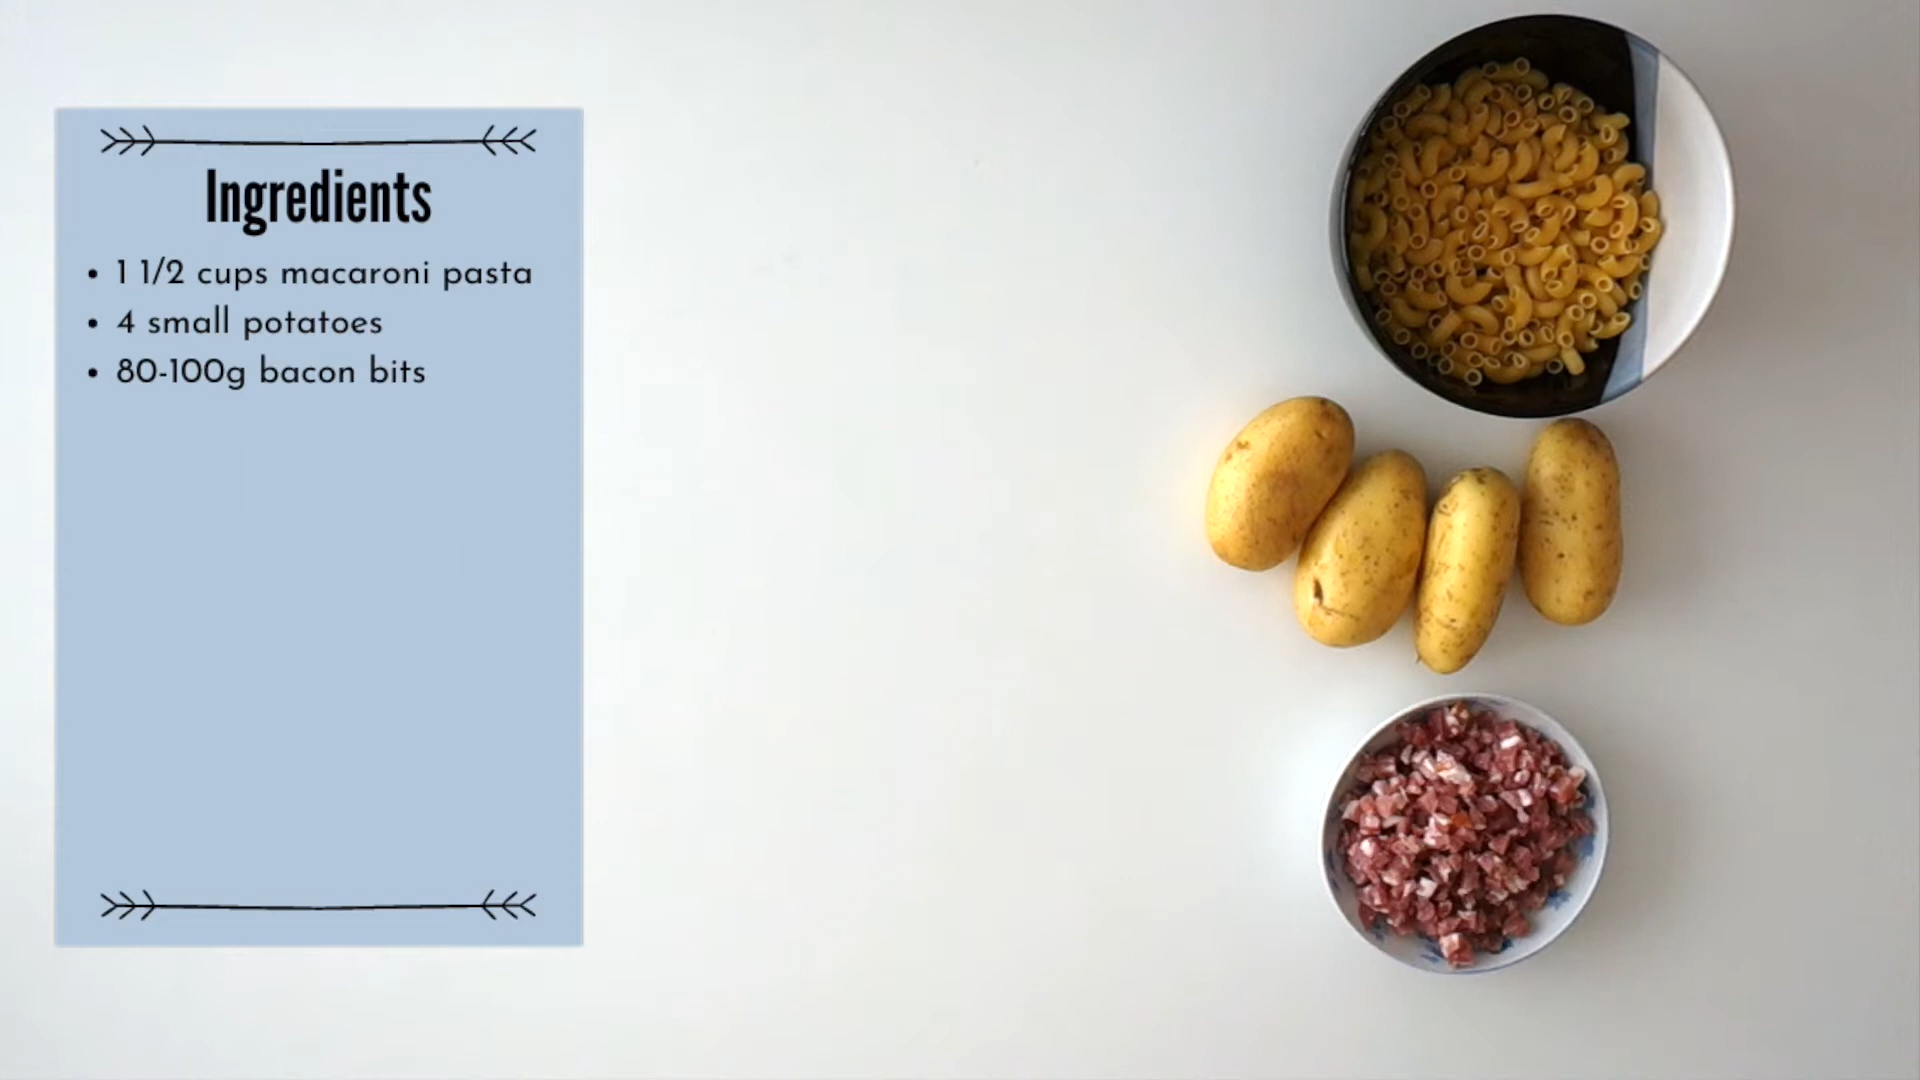 Ingredients
• 1 1/2 cups macaroni pasta
• 4 small potatoes
• 80-100g bacon bits